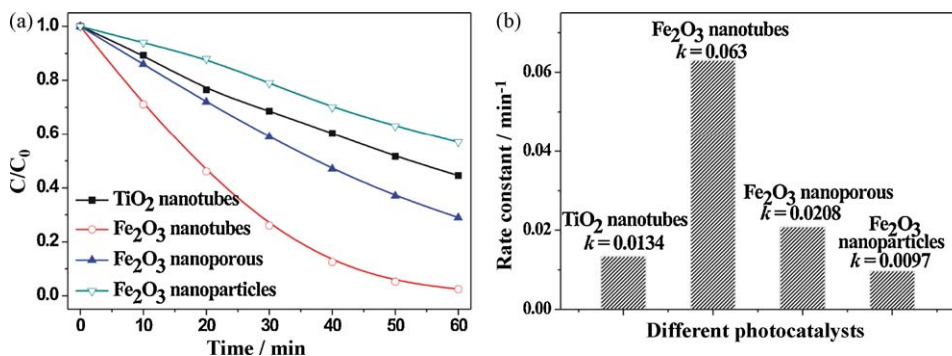 (a)
1.0
0.8
0.6
0.4
0.2
0.0
C/C₀
TiO₂ nanotubes
Fe₂O₃ nanotubes
Fe₂O₃ nanoporous
Fe₂O₃ nanoparticles
0 10 20 30 40 50 60
Time / min
(b)
0.06
0.04
0.02
0.00
Rate constant / min⁻¹
Fe₂O₃ nanotubes
k = 0.063
TiO₂ nanotubes
k = 0.0134
Fe₂O₃ nanoporous
k = 0.0208
Fe₂O₃
nanoparticles
k = 0.0097
Different photocatalysts